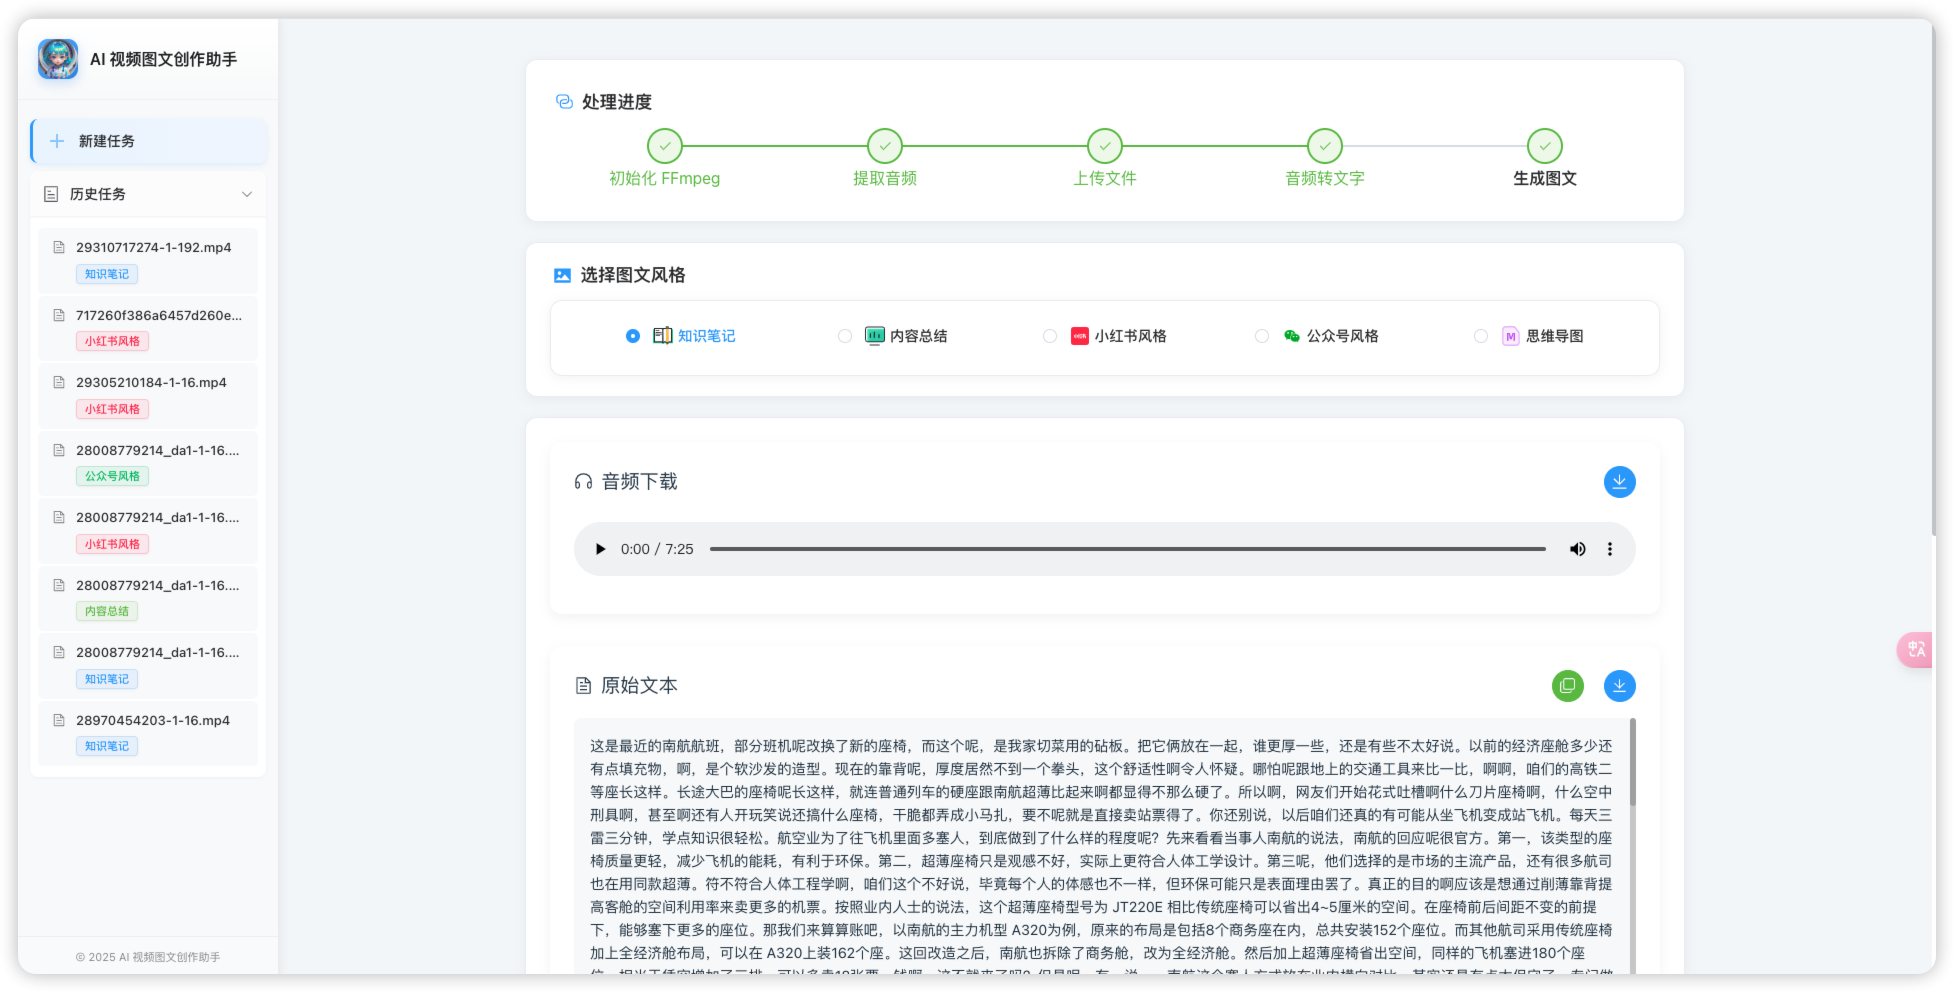 AI 视频图文创作助手
新建任务
历史任务
29310717274-1-192.mp4
知识笔记
717260f386a6457d260e...
小红书风格
29305210184-1-16.mp4
小红书风格
28008779214_da1-1-16....
公众号风格
28008779214_da1-1-16....
小红书风格
28008779214_da1-1-16....
内容总结
28008779214_da1-1-16....
知识笔记
28970454203-1-16.mp4
知识笔记
© 2025 AI 视频图文创作助手
处理进度
初始化 FFmpeg
提取音频
上传文件
音频转文字
生成图文
选择图文风格
知识笔记
内容总结
小红书风格
公众号风格
M 思维导图
音频下载
0:00 / 7:25
原始文本
这是最近的南航航班，部分班机呢改换了新的座椅，而这个呢，是我家切菜用的砧板。把它俩放在一起，谁更厚一些，还是有些不太好说。以前的经济座舱多少还
有点填充物，啊，是个软沙发的造型。现在的靠背呢，厚度居然不到一个拳头，这个舒适性啊令人怀疑。哪怕呢跟地上的交通工具来比一比，啊啊，咱们的高铁二
等座长这样。长途大巴的座椅呢长这样，就连普通列车的硬座跟南航超薄比起来啊都显得不那么硬了。所以啊，网友们开始花式吐槽啊什么刀片座椅啊，什么空中
刑具啊，甚至啊还有人开玩笑说还搞什么座椅，干脆都弄成小马扎，要不呢就是直接卖站票得了。你还别说，以后咱们还真的有可能从坐飞机变成站飞机。每天三
雷三分钟，学点知识很轻松。航空业为了往飞机里面多塞人，到底做到了什么样的程度呢？先来看看当事人南航的说法，南航的回应呢很官方。第一，该类型的座
椅质量更轻，减少飞机的能耗，有利于环保。第二，超薄座椅只是观感不好，实际上更符合人体工学设计。第三呢，他们选择的是市场的主流产品，还有很多航司
也在用同款超薄。符不符合人体工程学啊，咱们这个不好说，毕竟每个人的体感也不一样，但环保可能只是表面理由罢了。真正的目的啊应该是想通过削薄靠背提
高客舱的空间利用率来卖更多的机票。按照业内人士的说法，这个超薄座椅型号为 JT220E 相比传统座椅可以省出4~5厘米的空间。在座椅前后间距不变的前提
下，能够塞下更多的座位。那我们来算算账吧，以南航的主力机型 A320为例，原来的布局是包括8个商务座在内，总共安装152个座位。而其他航司采用传统座椅
加上全经济舱布局，可以在 A320上装162个座。这回改造之后，南航也拆除了商务舱，改为全经济舱。然后加上超薄座椅省出空间，同样的飞机塞进180个座